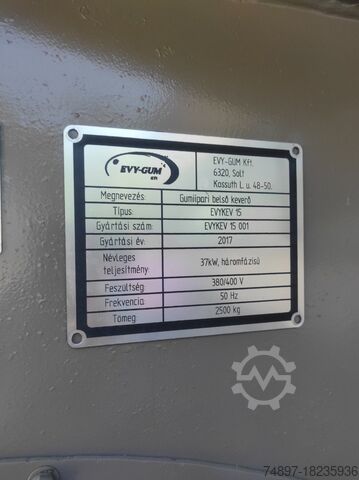 EVY-GUM
Kft
EVY-GUM Kft.
6320, Solt
Kossuth L. u. 48-50.
Megnevezés: Gumiipari belső keverő
Típus: EVYKEV 15
Gyártási szám: EVYKEV 15 001
Gyártási év: 2017
Névleges teljesítmény: 37kW, háromfázisú
Feszültség 380/400 V
Frekvencia 50 Hz
Tömeg 2500 kg
74897-18235936